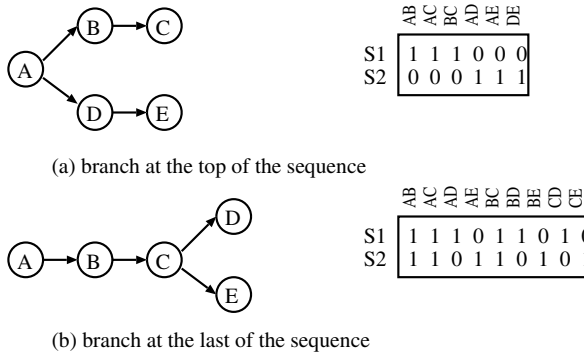 B
C
A
D
E
AB AC BC AD AE DE
S1 1 1 1 0 0 0
S2 0 0 0 1 1 1
(a) branch at the top of the sequence
D
A
B
C
E
AB AC AD AE BC BD BE CD CE
S1 1 1 1 0 1 1 0 1 0
S2 1 1 0 1 1 0 1 0
(b) branch at the last of the sequence